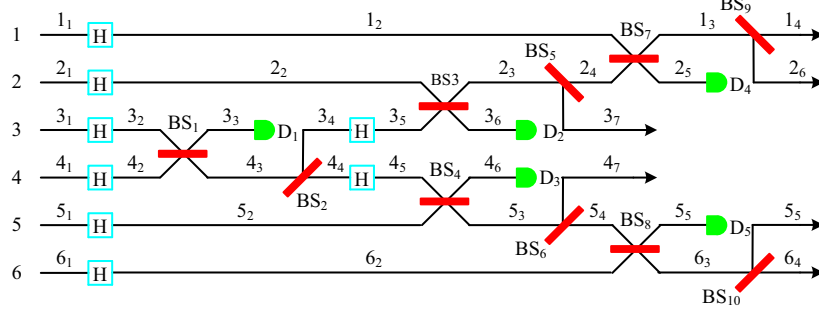 BS₉
1 1₁ H 1₂ BS₇ 1₃ 1₄
2 2₁ H 2₂ BS3 2₃ BS₅ 2₄ 2₅ D₄ 2₆
3 3₁ H 3₂ BS₁ 3₃ D₁ 3₄ H 3₅ 3₆ D₂ 3₇
4 4₁ H 4₂ 4₃ BS₂ 4₄ H 4₅ BS₄ 4₆ D₃ 4₇
5 5₁ H 5₂ 5₃ BS₆ 5₄ BS₈ 5₅ D₅ 5₅
6 6₁ H 6₂ 6₃ BS₁₀ 6₄